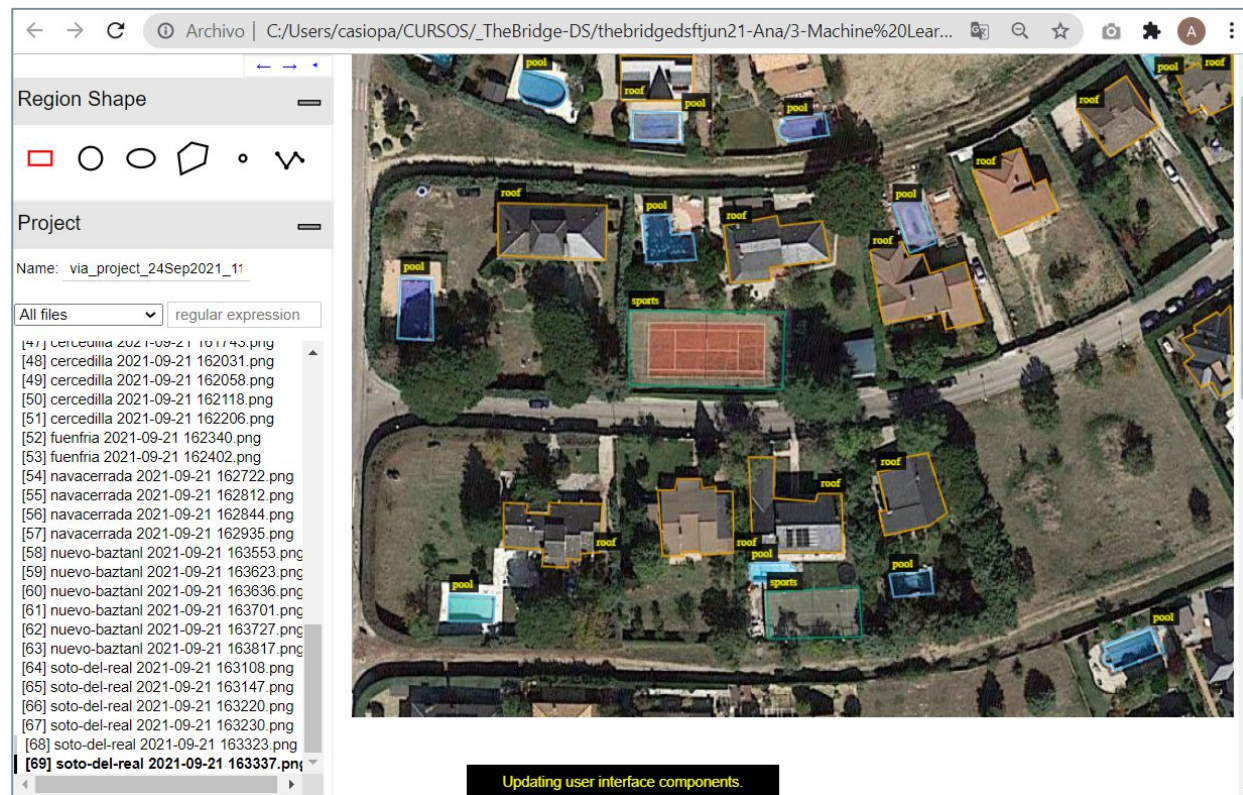 Archivo | C:/Users/casiopa/CURSOS/_TheBridge-DS/thebridgedsftjun21-Ana/3-Machine%20Lear... A
Region Shape
Project
Name: via_project_24Sep2021_11
All files regular expression
[47] cercedilla 2021-09-21 161743.png
[48] cercedilla 2021-09-21 162031.png
[49] cercedilla 2021-09-21 162058.png
[50] cercedilla 2021-09-21 162118.png
[51] cercedilla 2021-09-21 162206.png
[52] fuenfria 2021-09-21 162340.png
[53] fuenfria 2021-09-21 162402.png
[54] navacerrada 2021-09-21 162722.png
[55] navacerrada 2021-09-21 162812.png
[56] navacerrada 2021-09-21 162844.png
[57] navacerrada 2021-09-21 162935.png
[58] nuevo-baztanl 2021-09-21 163553.png
[59] nuevo-baztanl 2021-09-21 163623.png
[60] nuevo-baztanl 2021-09-21 163636.png
[61] nuevo-baztanl 2021-09-21 163701.png
[62] nuevo-baztanl 2021-09-21 163727.png
[63] nuevo-baztanl 2021-09-21 163817.png
[64] soto-del-real 2021-09-21 163108.png
[65] soto-del-real 2021-09-21 163147.png
[66] soto-del-real 2021-09-21 163220.png
[67] soto-del-real 2021-09-21 163230.png
[68] soto-del-real 2021-09-21 163323.png
[69] soto-del-real 2021-09-21 163337.png
pool
pool
roof
roof
roof
pool
pool
roof
roof
pool
pool
roof
roof
pool
sports
roof
roof
roof
roof
pool
pool
sports
pool
pool
Updating user interface components.